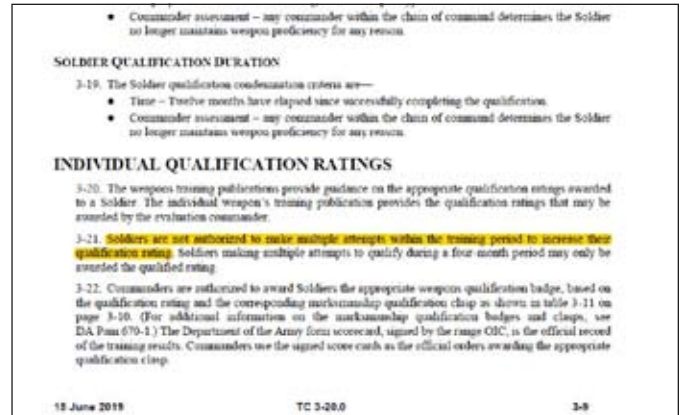 • Commander assessment – any commander within the chain of command determines the Soldier
no longer maintains weapon proficiency for any reason.
SOLDIER QUALIFICATION DURATION
3-19. The Soldier qualification condemnation criteria are—
• Time – Twelve months have elapsed since successfully completing the qualification.
• Commander assessment – any commander within the chain of command determines the Soldier
no longer maintains weapon proficiency for any reason.
INDIVIDUAL QUALIFICATION RATINGS
3-20. The weapons training publications provide guidance on the appropriate qualification ratings awarded
to a Soldier. The individual weapon's training publication provides the qualification ratings that may be
awarded by the evaluation commander.
3-21. Soldiers are not authorized to make multiple attempts within the training period to increase their
qualification rating. Soldiers making multiple attempts to qualify during a four-month period may only be
awarded the qualified rating.
3-22. Commanders are authorized to award Soldiers the appropriate weapons qualification badge, based on
the qualification rating and the corresponding marksmanship qualification clasp as shown in table 3-11 on
page 3-10. (For additional information on the marksmanship qualification badges and clasps, see
DA Pam 670-1.) The Department of the Army form scorecard, signed by the range OIC, is the official record
of the training results. Commanders use the signed score cards as the official orders awarding the appropriate
qualification clasp.
15 June 2019 TC 3-20.0 3-9